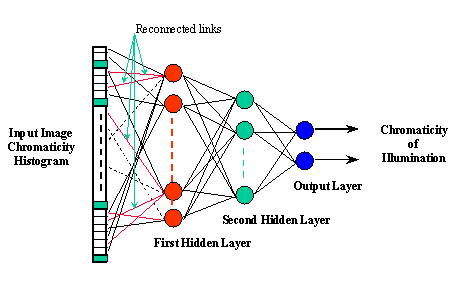 Reconnected links
Input Image
Chromaticity
Histogram
Chromaticity
of
Illumination
Output Layer
Second Hidden Layer
First Hidden Layer